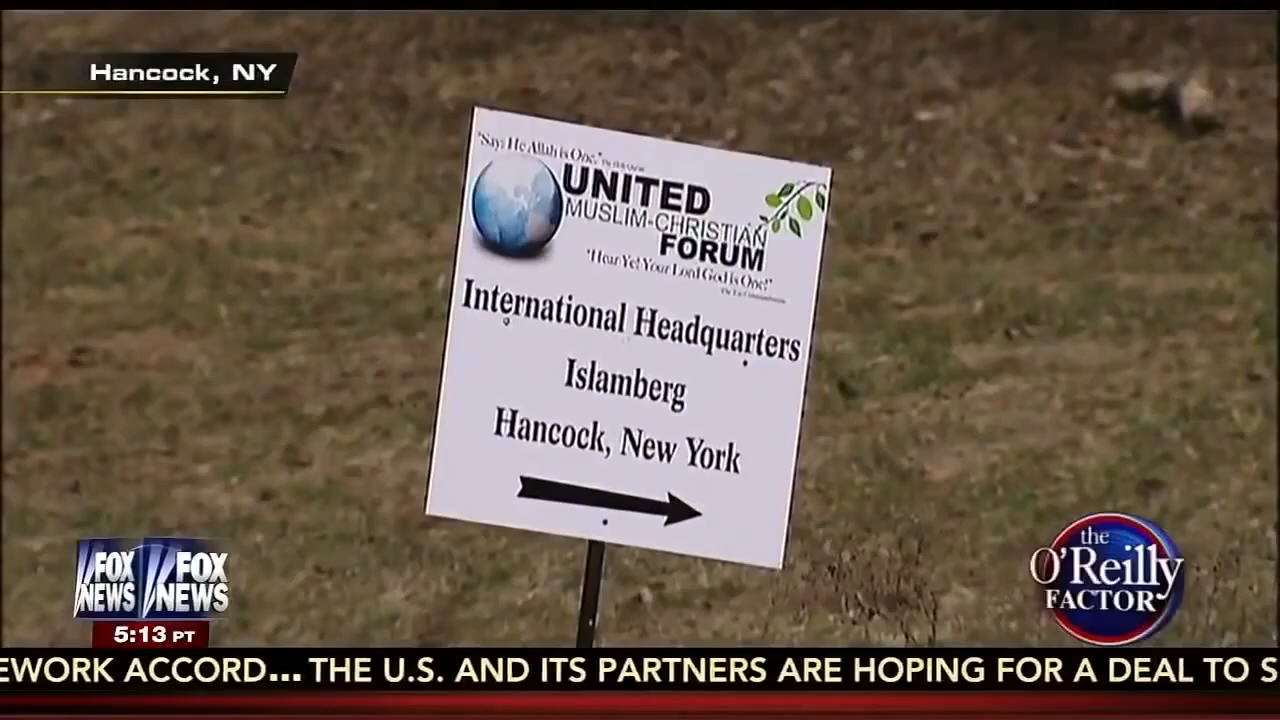 Hancock, NY
"Say: He Allah is One."
UNITED
MUSLIM-CHRISTIAN
FORUM
"Hear Ye! Your Lord God is One!"
International Headquarters
Islamberg
Hancock, New York
FOX NEWS FOX NEWS
5:13 PT
the
O'Reilly
FACTOR
EWORK ACCORD... THE U.S. AND ITS PARTNERS ARE HOPING FOR A DEAL TO S